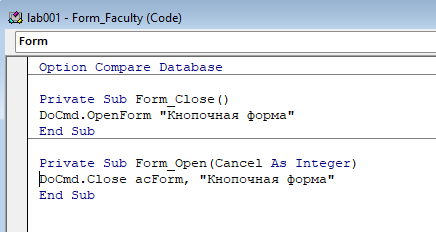 lab001 - Form_Faculty (Code)
Form
Option Compare Database
Private Sub Form_Close()
DoCmd.OpenForm "Кнопочная форма"
End Sub
Private Sub Form_Open(Cancel As Integer)
DoCmd.Close acForm, "Кнопочная форма"
End Sub